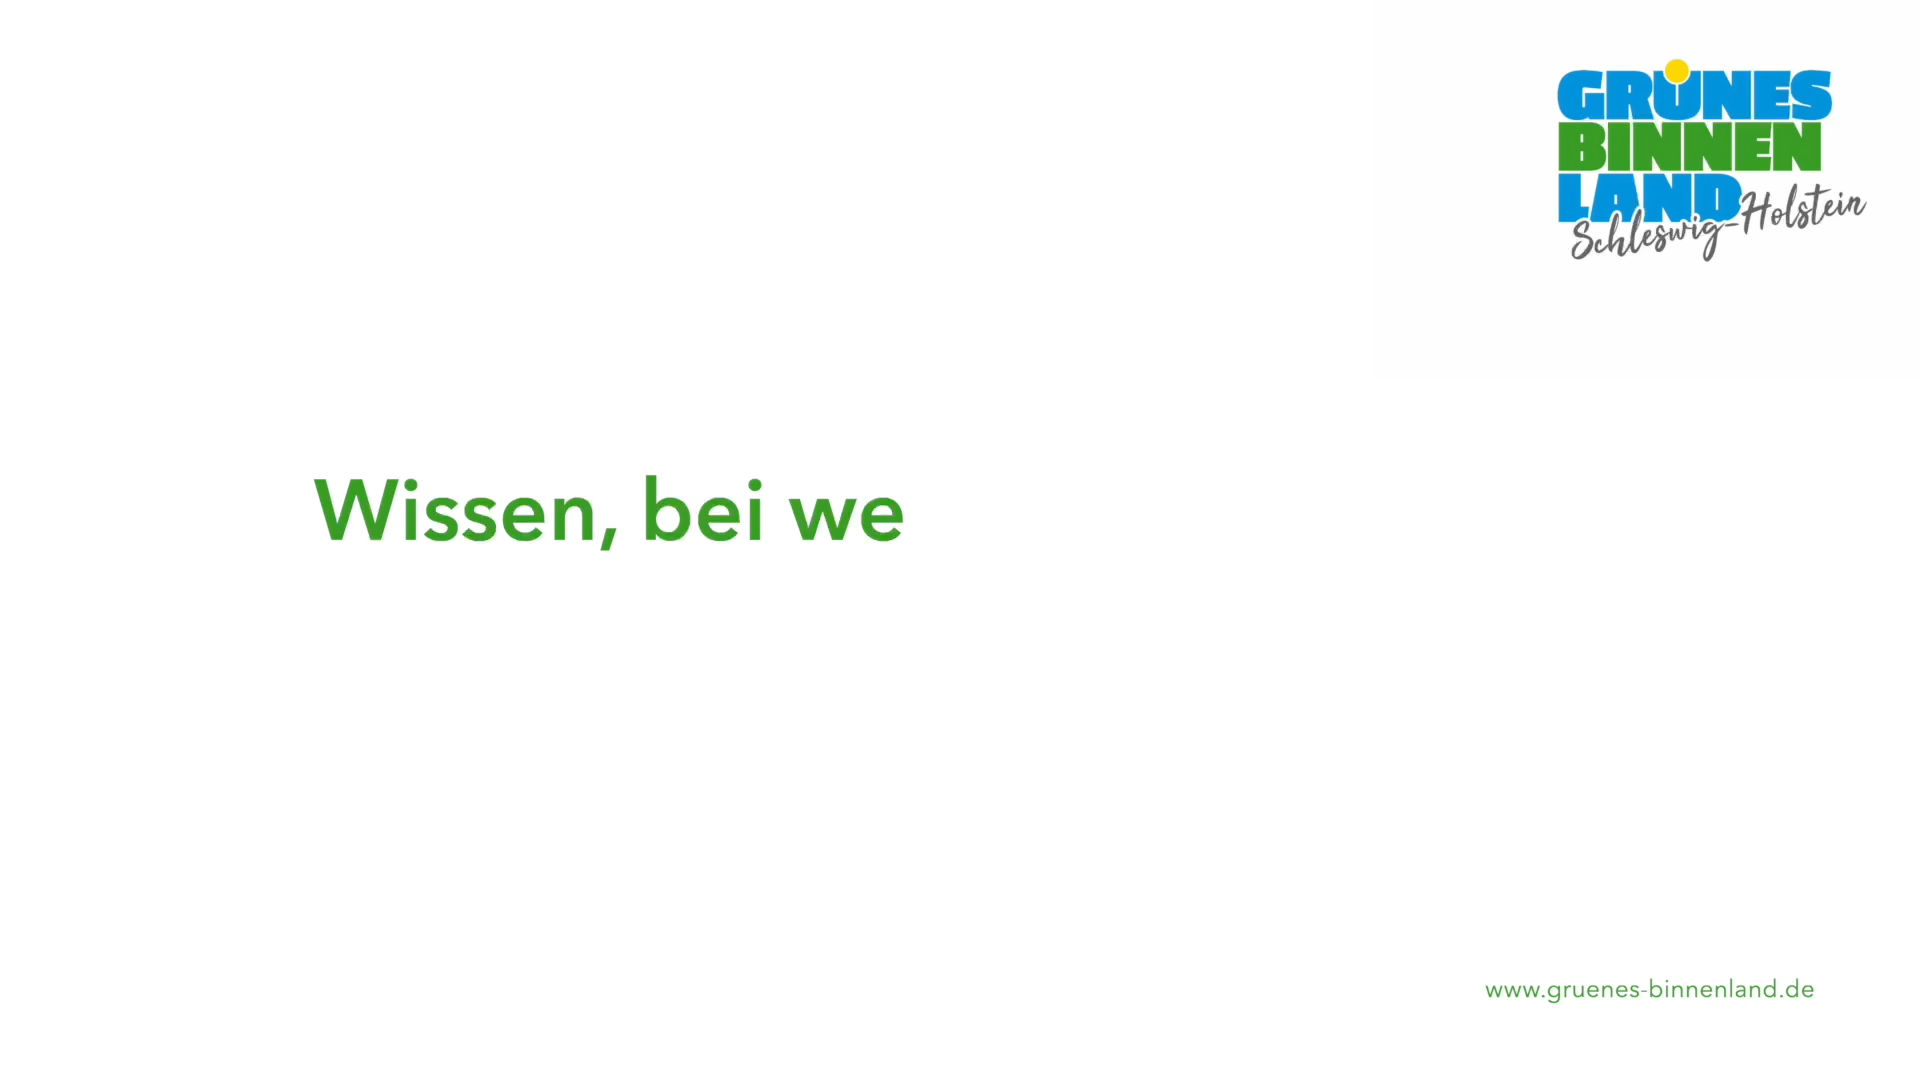 GRÜNES
BINNEN
LAND
Schleswig-Holstein
Wissen, bei we
www.gruenes-binnenland.de